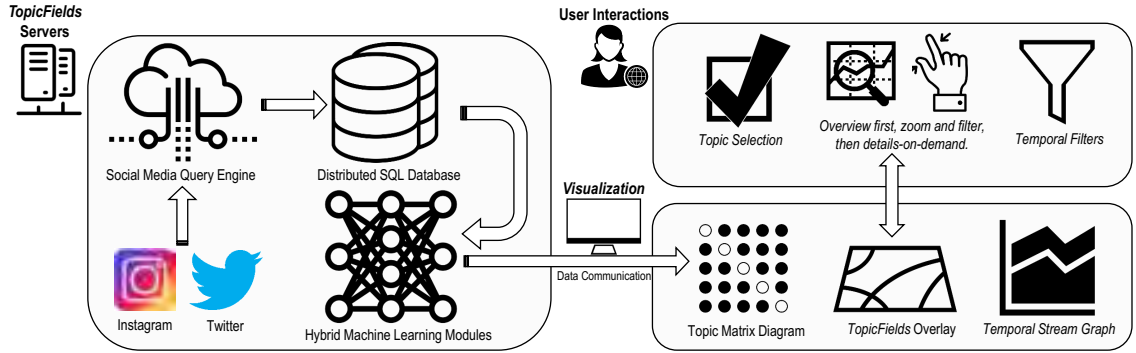 TopicFields
Servers
Social Media Query Engine
Distributed SQL Database
Instagram
Twitter
Hybrid Machine Learning Modules
User Interactions
Topic Selection
Overview first, zoom and filter,
then details-on-demand.
Temporal Filters
Visualization
Data Communication
Topic Matrix Diagram
TopicFields Overlay
Temporal Stream Graph